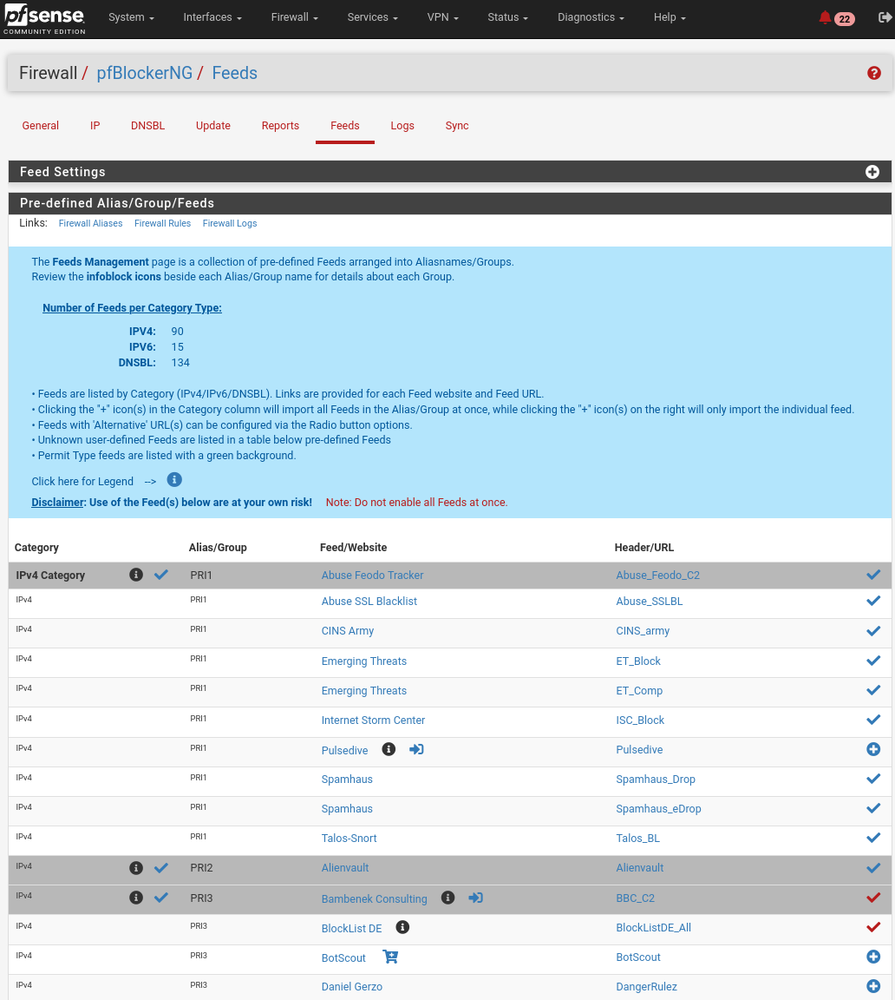 pfsense
COMMUNITY EDITION
System Interfaces Firewall Services VPN Status Diagnostics Help 22
Firewall / pfBlockerNG / Feeds
General IP DNSBL Update Reports Feeds Logs Sync
Feed Settings
Pre-defined Alias/Group/Feeds
Links: Firewall Aliases Firewall Rules Firewall Logs
The Feeds Management page is a collection of pre-defined Feeds arranged into Aliasnames/Groups.
Review the infoblock icons beside each Alias/Group name for details about each Group.
Number of Feeds per Category Type:
IPV4: 90
IPV6: 15
DNSBL: 134
• Feeds are listed by Category (IPv4/IPv6/DNSBL). Links are provided for each Feed website and Feed URL.
• Clicking the "+" icon(s) in the Category column will import all Feeds in the Alias/Group at once, while clicking the "+" icon(s) on the right will only import the individual feed.
• Feeds with 'Alternative' URL(s) can be configured via the Radio button options.
• Unknown user-defined Feeds are listed in a table below pre-defined Feeds
• Permit Type feeds are listed with a green background.
Click here for Legend -->
Disclaimer: Use of the Feed(s) below are at your own risk! Note: Do not enable all Feeds at once.
Category Alias/Group Feed/Website Header/URL
IPv4 Category PRI1 Abuse Feodo Tracker Abuse_Feodo_C2
IPv4 PRI1 Abuse SSL Blacklist Abuse_SSLBL
IPv4 PRI1 CINS Army CINS_army
IPv4 PRI1 Emerging Threats ET_Block
IPv4 PRI1 Emerging Threats ET_Comp
IPv4 PRI1 Internet Storm Center ISC_Block
IPv4 PRI1 Pulsedive Pulsedive
IPv4 PRI1 Spamhaus Spamhaus_Drop
IPv4 PRI1 Spamhaus Spamhaus_eDrop
IPv4 PRI1 Talos-Snort Talos_BL
IPv4 PRI2 Alienvault Alienvault
IPv4 PRI3 Bambenek Consulting BBC_C2
IPv4 PRI3 BlockList DE BlockListDE_All
IPv4 PRI3 BotScout BotScout
IPv4 PRI3 Daniel Gerzo DangerRulez